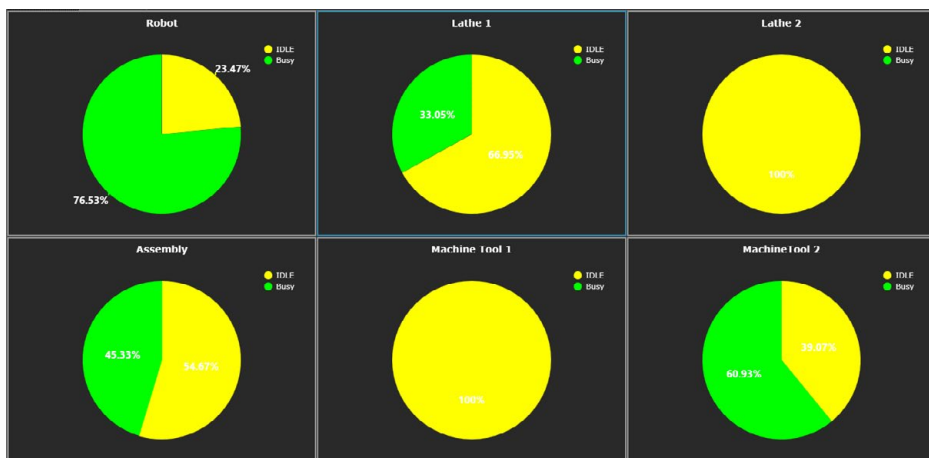 Robot
IDLE
Busy
23.47%
76.53%
Lathe 1
IDLE
Busy
33.05%
66.95%
Lathe 2
IDLE
Busy
100%
Assembly
IDLE
Busy
45.33%
54.67%
Machine Tool 1
IDLE
Busy
100%
MachineTool 2
IDLE
Busy
39.07%
60.93%